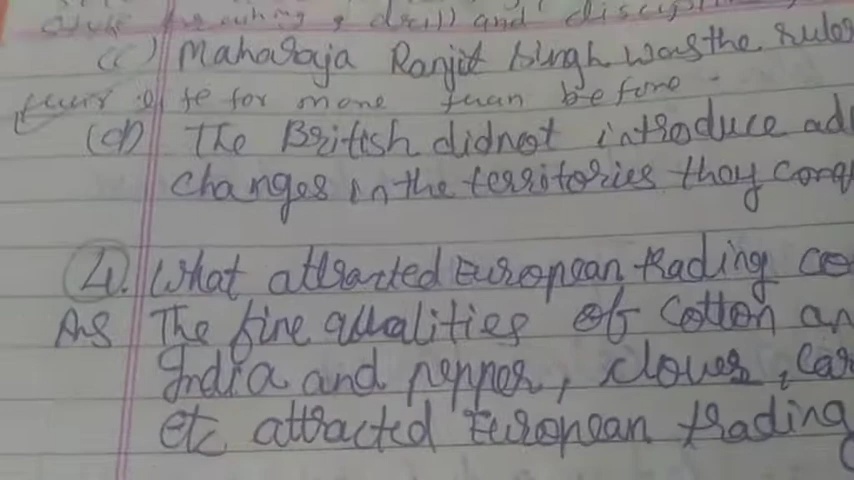 (c) Maharaja Ranjit Singh was the ruler
for more than before
(d) The British didnot introduce ad
changes in the territories they conq
4. What attracted European trading co
Ans The fine qualities of cotton an
India and pepper, cloves, car
etc attracted European trading